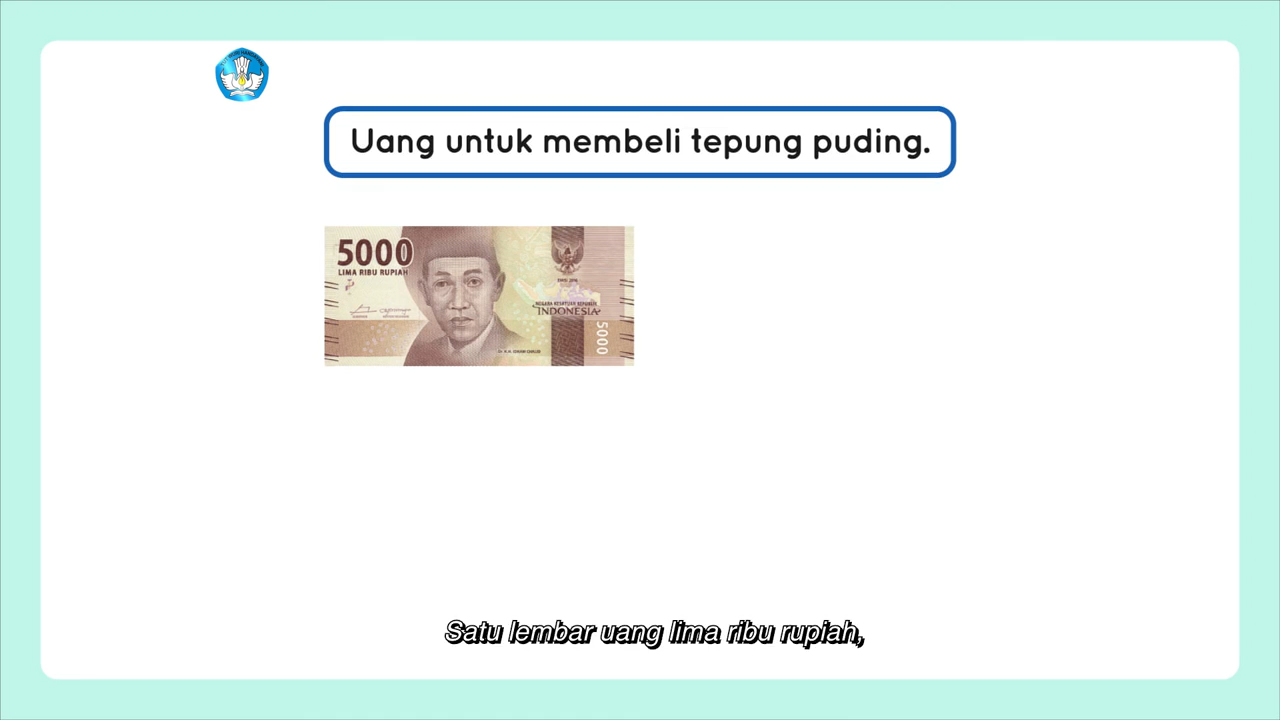 Uang untuk membeli tepung puding.
5000
LIMA RIBU RUPIAH
NEGARA KESATUAN REPUBLIK
INDONESIA
5000
Satu lembar uang lima ribu rupiah,